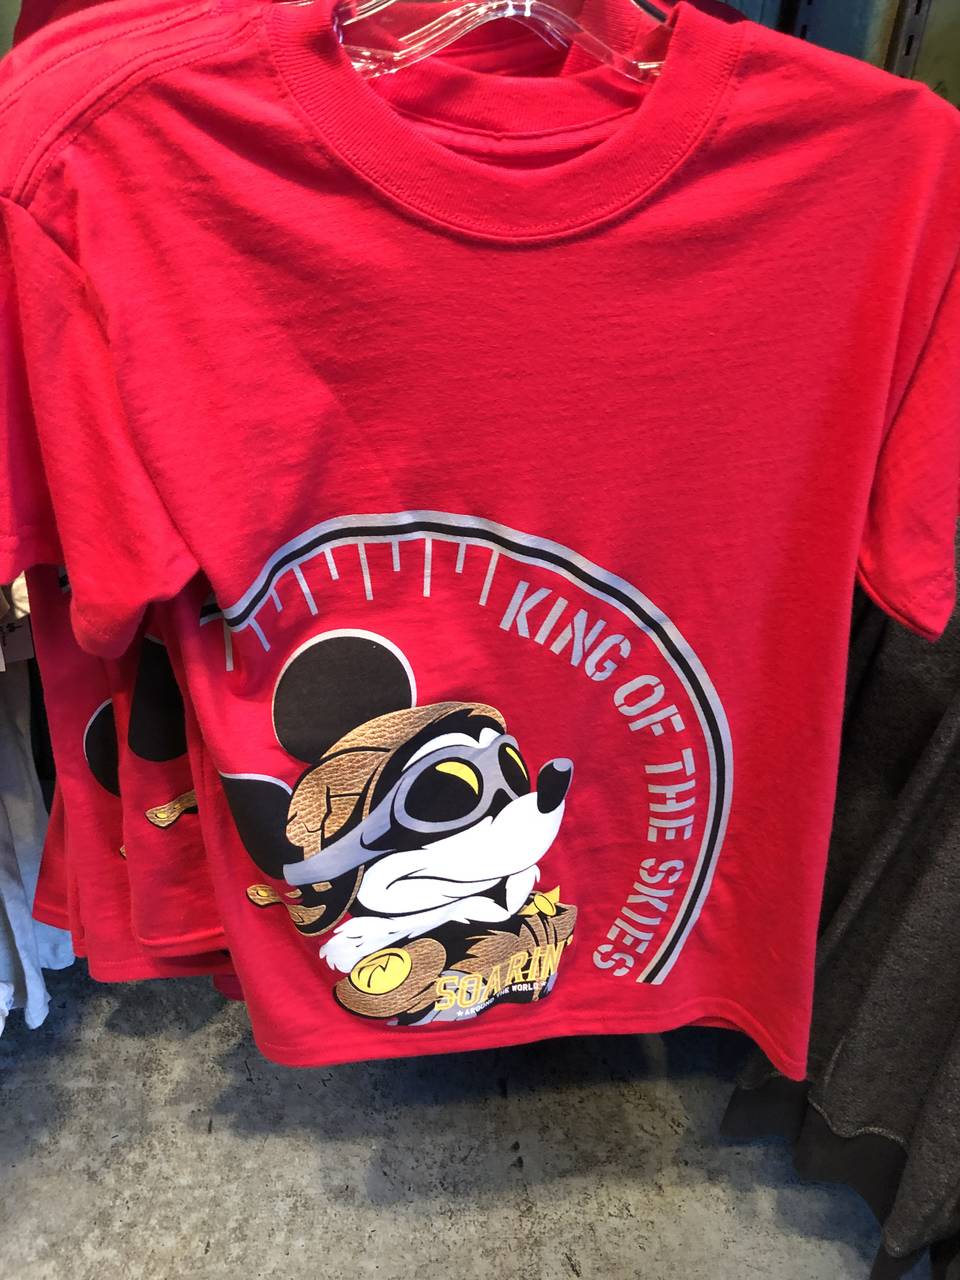 KING OF THE SKIES
SOARIN'
★ AROUND THE WORLD ★